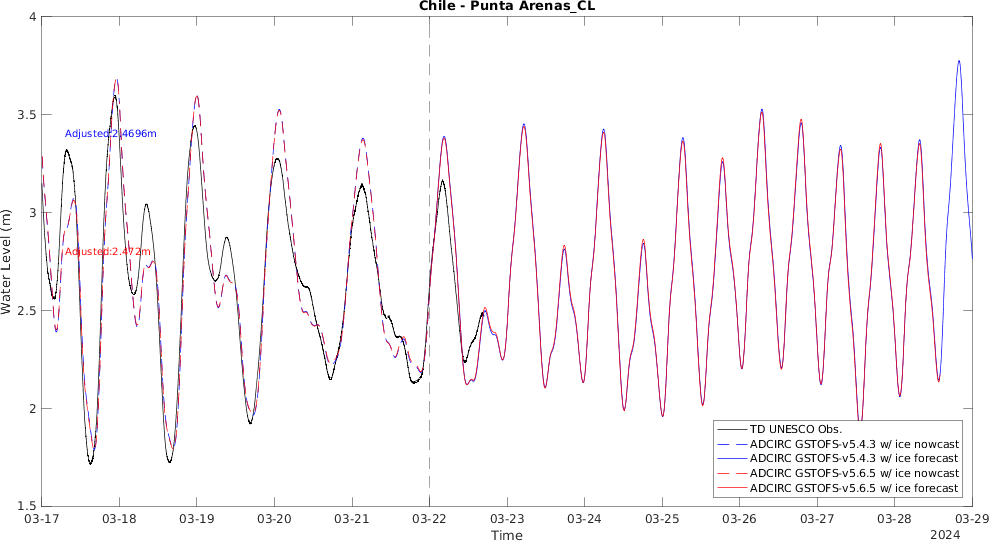 Chile - Punta Arenas_CL
4
3.5
3
2.5
2
1.5
Water Level (m)
Adjusted:2.4696m
Adjusted:2.472m
TD UNESCO Obs.
ADCIRC GSTOFS-v5.4.3 w/ ice nowcast
ADCIRC GSTOFS-v5.4.3 w/ ice forecast
ADCIRC GSTOFS-v5.6.5 w/ ice nowcast
ADCIRC GSTOFS-v5.6.5 w/ ice forecast
03-17 03-18 03-19 03-20 03-21 03-22 03-23 03-24 03-25 03-26 03-27 03-28 03-29
Time
2024